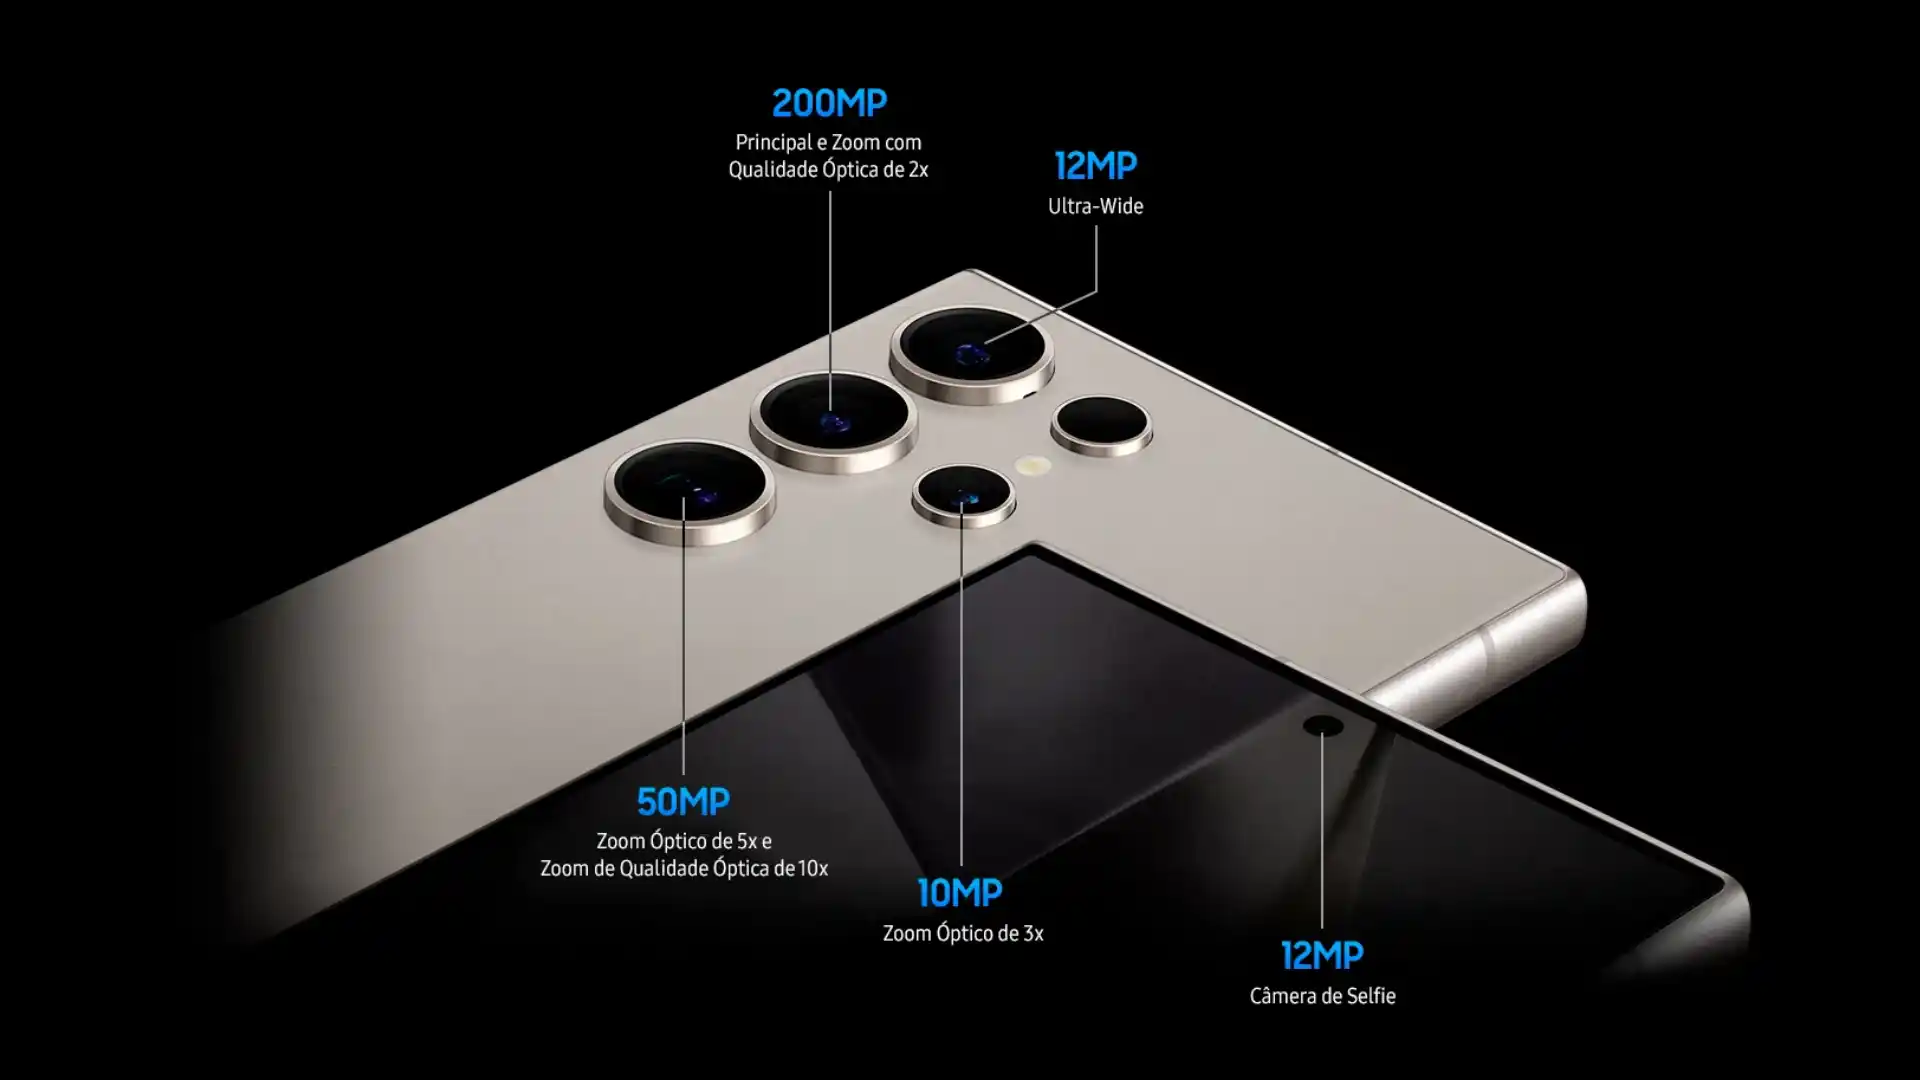 200MP
Principal e Zoom com
Qualidade Óptica de 2x
12MP
Ultra-Wide
50MP
Zoom Óptico de 5x e
Zoom de Qualidade Óptica de 10x
10MP
Zoom Óptico de 3x
12MP
Câmera de Selfie